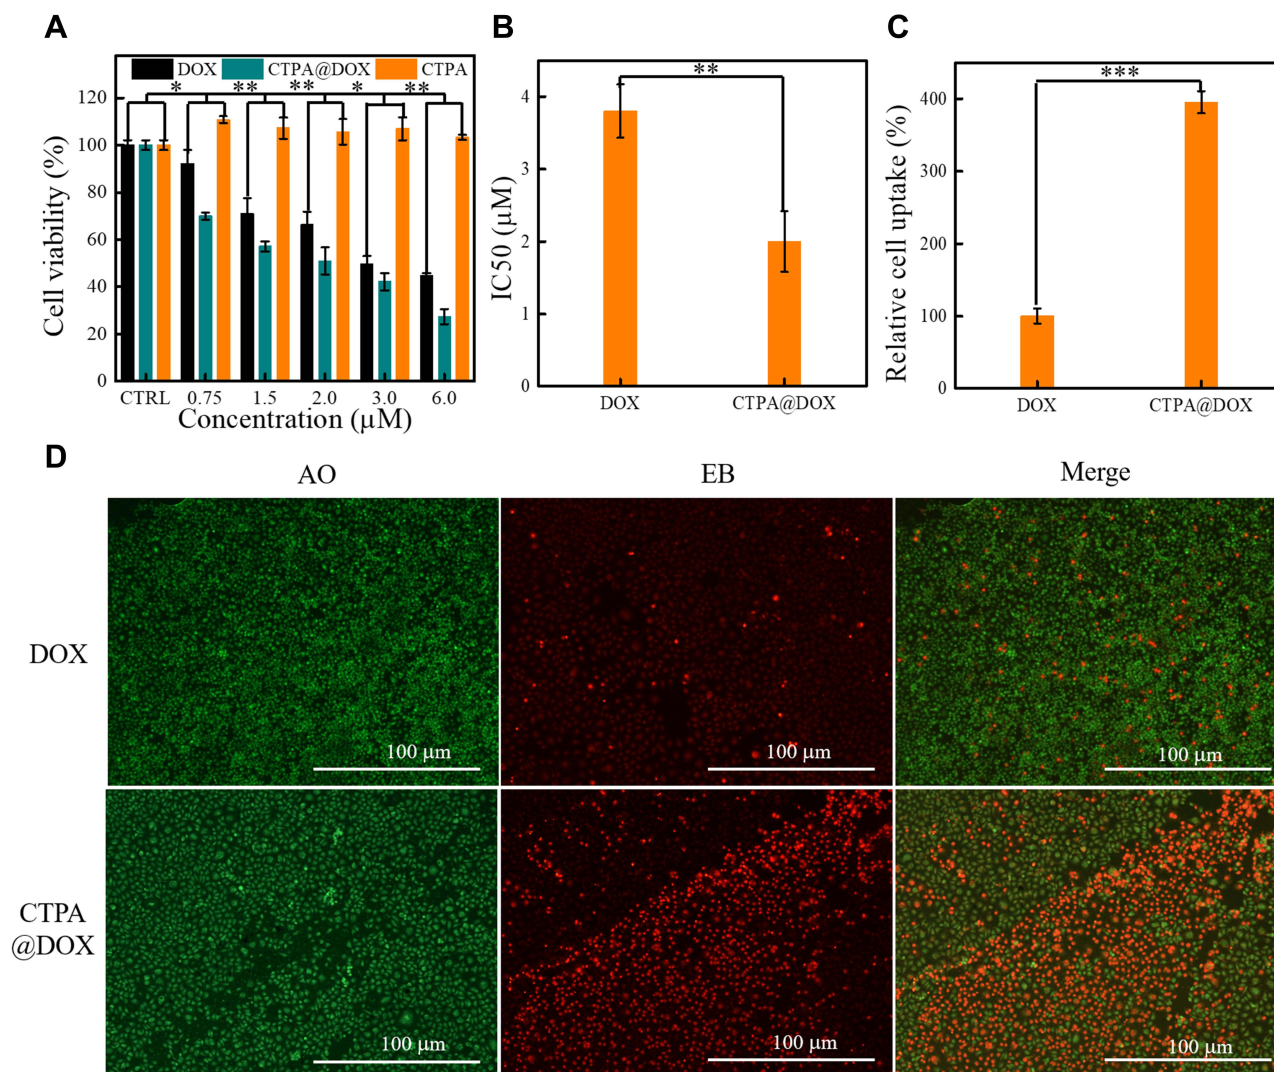 A
DOX CTPA@DOX CTPA
* ** ** * **
120
100
80
60
40
20
0
Cell viability (%)
CTRL 0.75 1.5 2.0 3.0 6.0
Concentration (μM)
B
**
4
3
2
1
0
IC50 (μM)
DOX CTPA@DOX
C
***
400
300
200
100
0
Relative cell uptake (%)
DOX CTPA@DOX
D
AO EB Merge
DOX
100 μm 100 μm 100 μm
CTPA
@DOX
100 μm 100 μm 100 μm